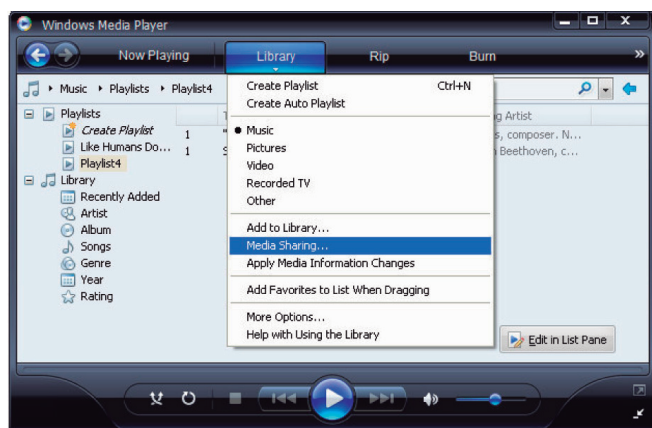 Windows Media Player
Now Playing Library Rip Burn »
Music Playlists Playlist4
Create Playlist Ctrl+N
Create Auto Playlist
Music
Pictures
Video
Recorded TV
Other
Add to Library...
Media Sharing...
Apply Media Information Changes
Add Favorites to List When Dragging
More Options...
Help with Using the Library
Playlists
Create Playlist
Like Humans Do...
Playlist4
Library
Recently Added
Artist
Album
Songs
Genre
Year
Rating
1
1
Artist
composer. N...
Beethoven, c...
Edit in List Pane